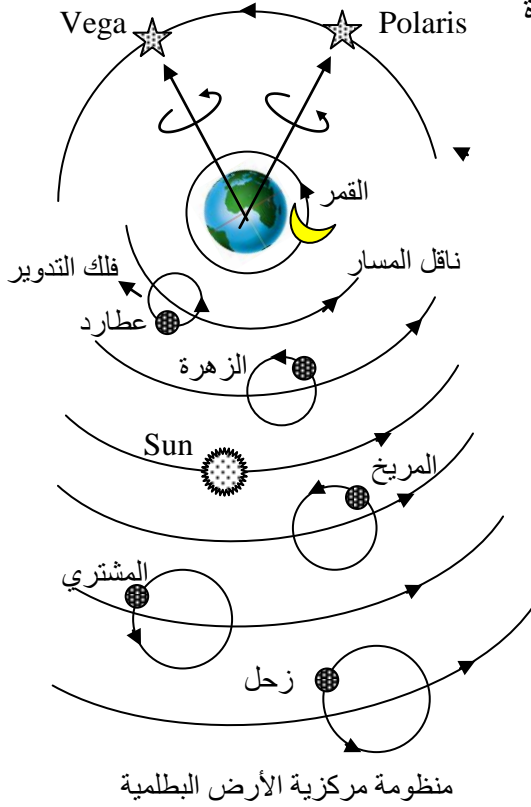 Vega
Polaris
ة
القمر
ناقل المسار
فلك التدوير
عطارد
الزهرة
Sun
المريخ
المشتري
زحل
منظومة مركزية الأرض البطلمية